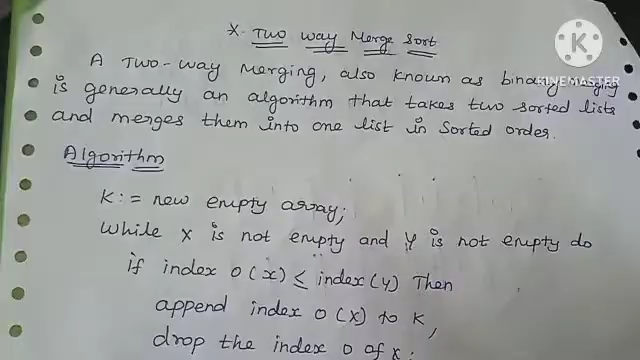 X. Two way Merge Sort
A Two-way Merging, also known as binary merging
is generally an algorithm that takes two sorted lists
and merges them into one list in sorted order.
Algorithm
K := new empty array;
While X is not empty and Y is not empty do
if index 0 (x) ≤ index (y) Then
append index 0 (X) to K,
drop the index 0 of x;
K
KINEMASTER